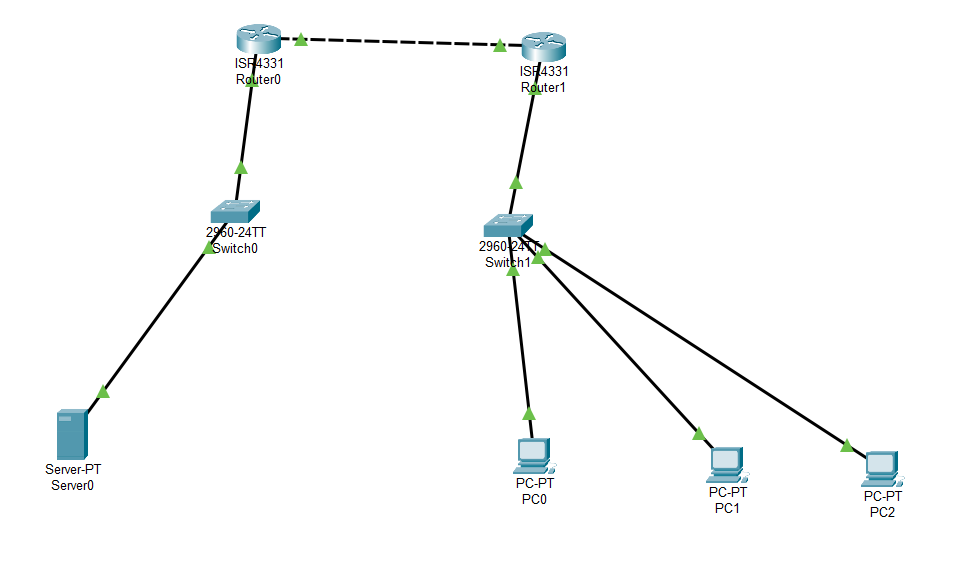 ISR4331
Router0
ISR4331
Router1
2960-24TT
Switch0
2960-24TT
Switch1
Server-PT
Server0
PC-PT
PC0
PC-PT
PC1
PC-PT
PC2